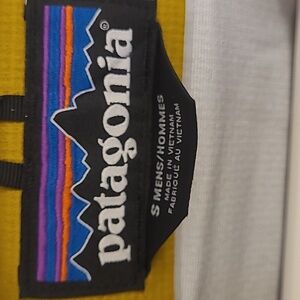 patagonia®
S MENS/HOMMES
MADE IN VIETNAM
FABRIQUÉ AU VIETNAM